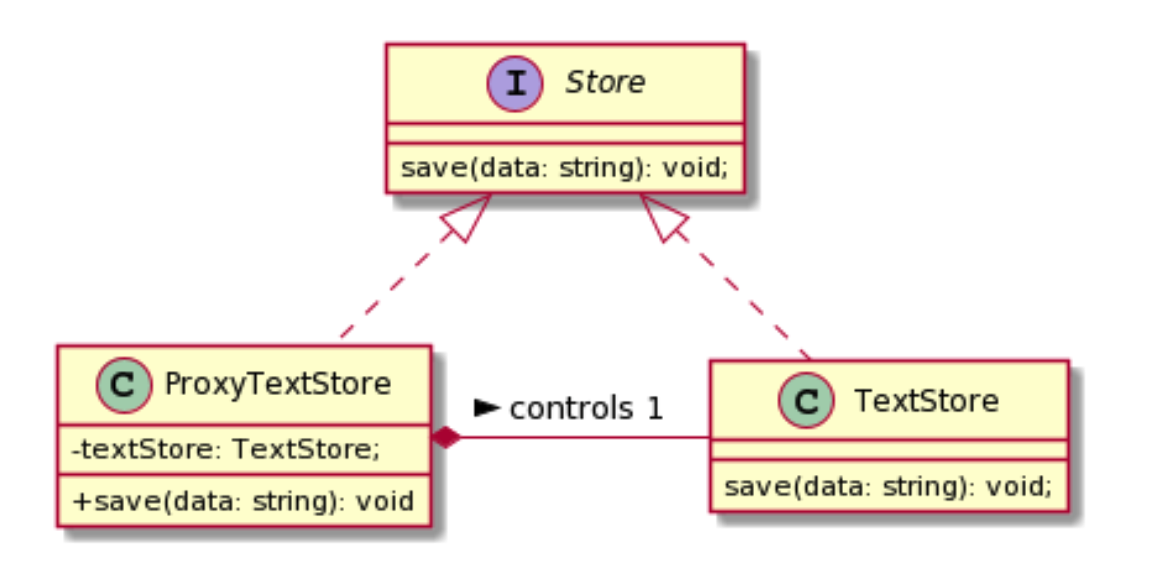 I Store
save(data: string): void;
C ProxyTextStore
-textStore: TextStore;
+save(data: string): void
► controls 1
C TextStore
save(data: string): void;